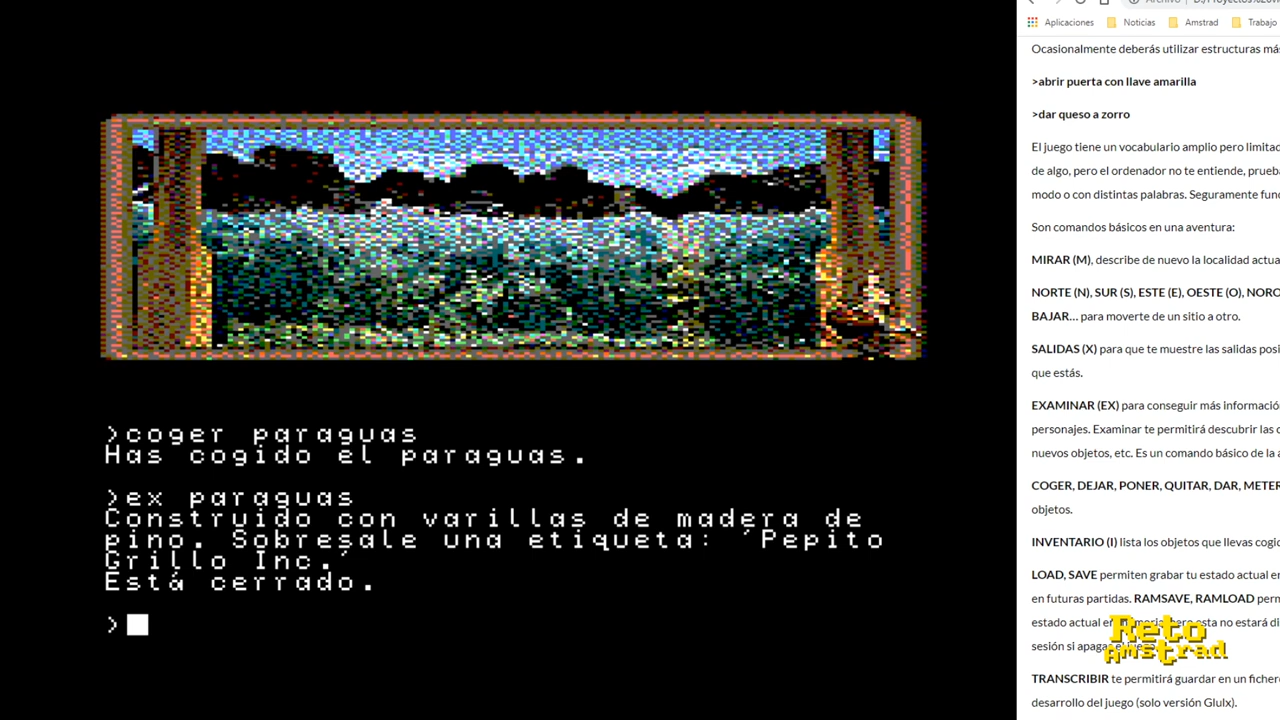 Aplicaciones
Noticias
Amstrad
Trabajo
>coger paraguas
Has cogido el paraguas.
>ex paraguas
Construido con varillas de madera de
pino. Sobresale una etiqueta: 'Pepito
Grillo Inc.'
Está cerrado.
>
Ocasionalmente deberás utilizar estructuras má
>abrir puerta con llave amarilla
>dar queso a zorro
El juego tiene un vocabulario amplio pero limita
de algo, pero el ordenador no te entiende, prueba
modo o con distintas palabras. Seguramente fun
Son comandos básicos en una aventura:
MIRAR (M), describe de nuevo la localidad actua
NORTE (N), SUR (S), ESTE (E), OESTE (O), NORO
BAJAR... para moverte de un sitio a otro.
SALIDAS (X) para que te muestre las salidas posi
que estás.
EXAMINAR (EX) para conseguir más informació
personajes. Examinar te permitirá descubrir las
nuevos objetos, etc. Es un comando básico de la a
COGER, DEJAR, PONER, QUITAR, DAR, METER
objetos.
INVENTARIO (I) lista los objetos que llevas cogid
LOAD, SAVE permiten grabar tu estado actual en
en futuras partidas. RAMSAVE, RAMLOAD perm
estado actual en esta no estará di
sesión si apagas
Reto
Amstrad
TRANSCRIBIR te permitirá guardar en un fichero
desarrollo del juego (solo versión Glulx).